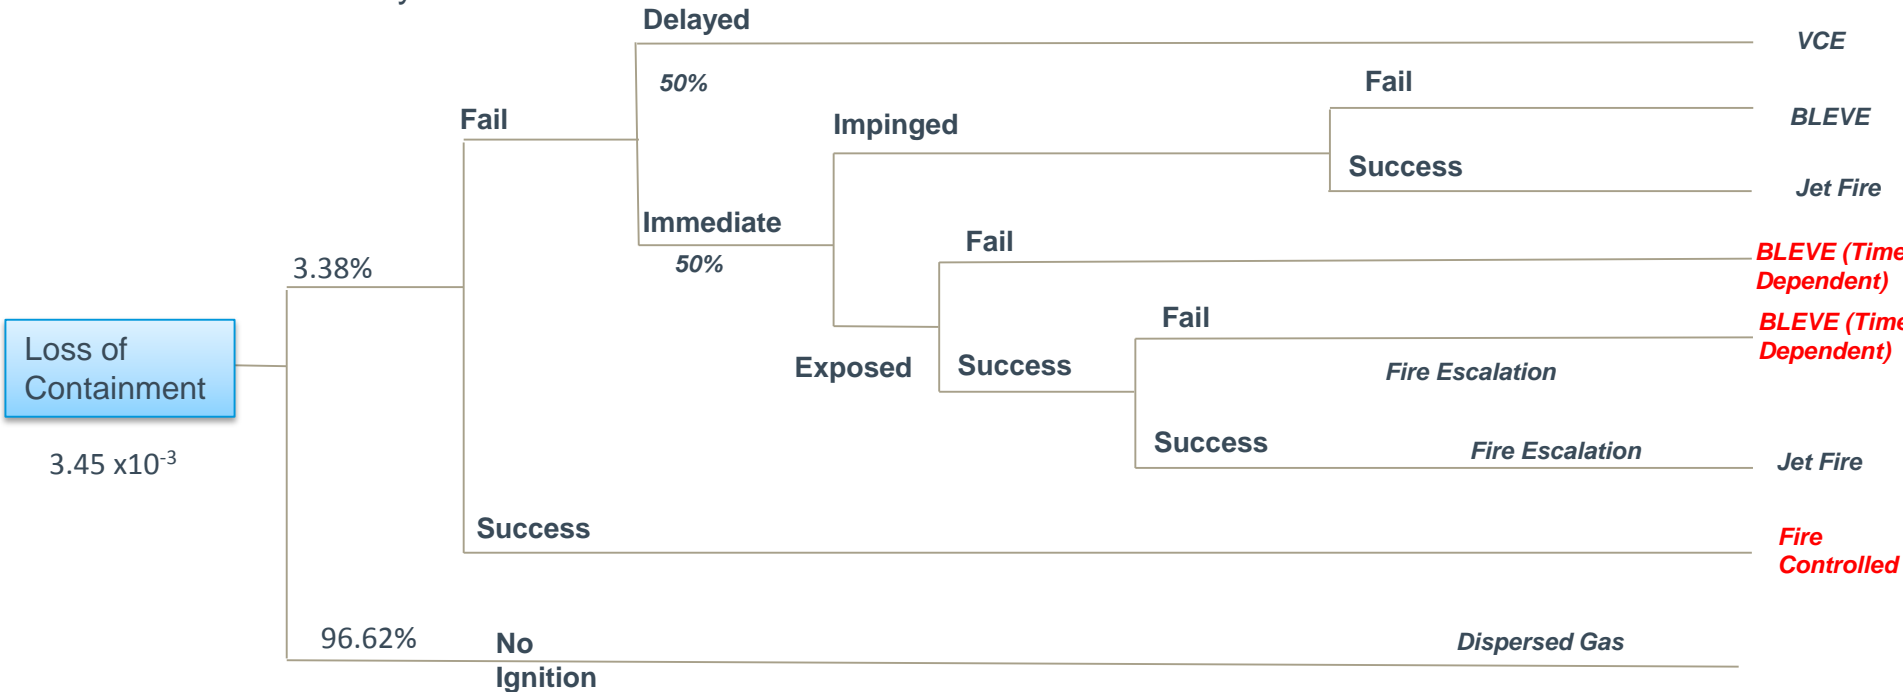 Delayed
VCE
50%
Fail
BLEVE
Fail
Impinged
Success
Jet Fire
Immediate
50%
Fail
BLEVE (Time
Dependent)
3.38%
Fail
BLEVE (Time
Dependent)
Loss of
Containment
Exposed
Success
Fire Escalation
Success
Fire Escalation
Jet Fire
3.45 x10⁻³
Success
Fire
Controlled
96.62%
No
Ignition
Dispersed Gas